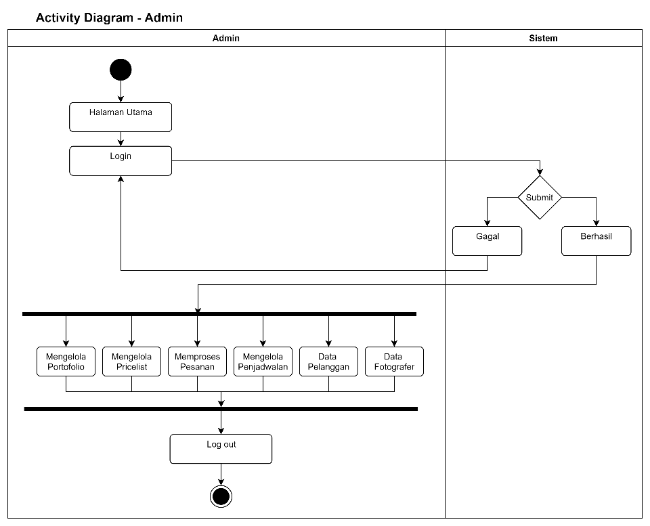 Activity Diagram - Admin
Admin
Sistem
Halaman Utama
Login
Submit
Gagal
Berhasil
Mengelola
Portofolio
Mengelola
Pricelist
Memproses
Pesanan
Mengelola
Penjadwalan
Data
Pelanggan
Data
Fotografer
Log out